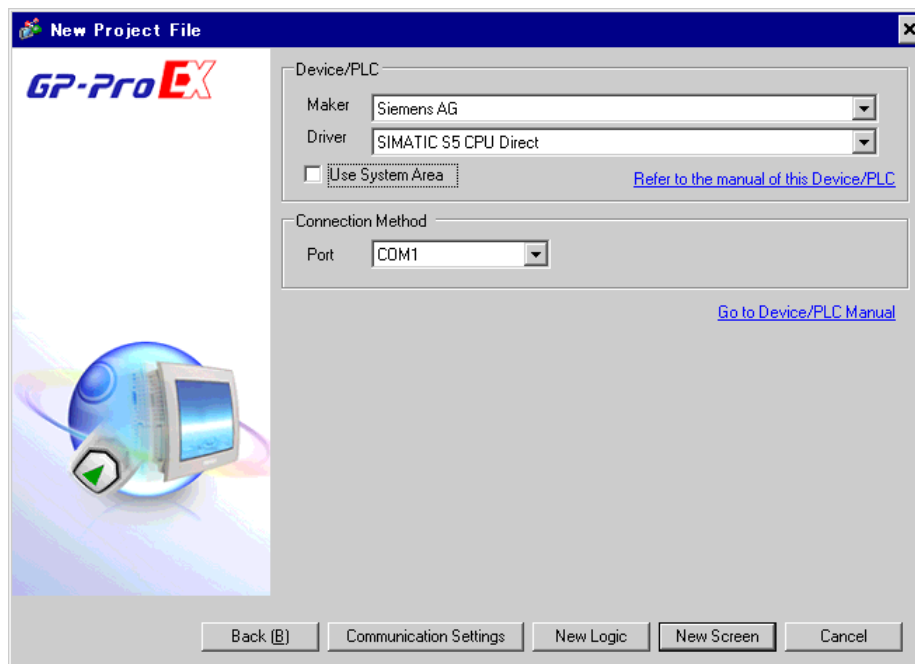 New Project File
GP-Pro EX
Device/PLC
Maker Siemens AG
Driver SIMATIC S5 CPU Direct
Use System Area Refer to the manual of this Device/PLC
Connection Method
Port COM1
Go to Device/PLC Manual
Back (B) Communication Settings New Logic New Screen Cancel